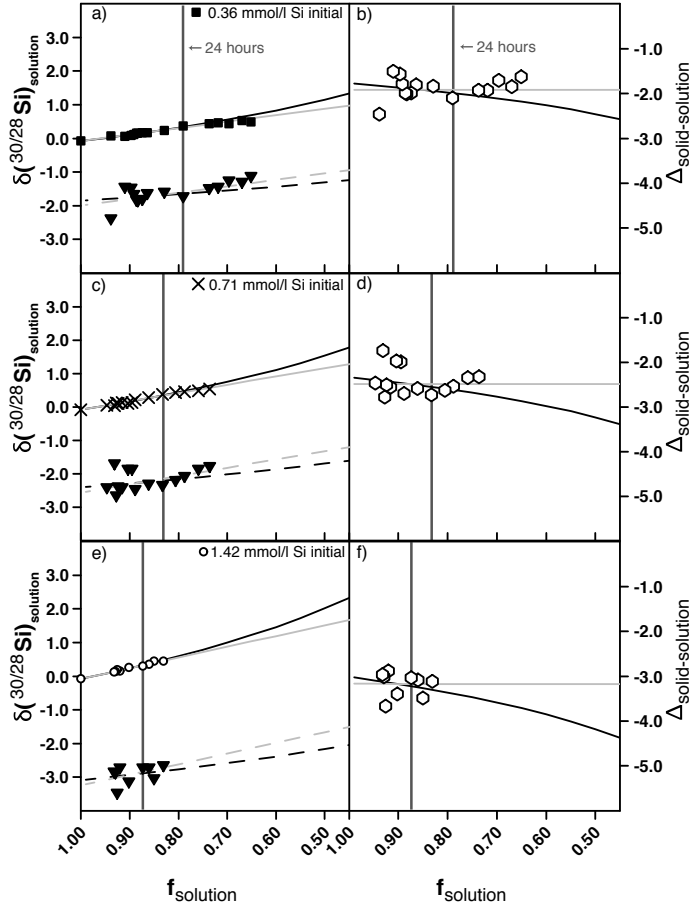 a) ■ 0.36 mmol/l Si initial
b)
← 24 hours
← 24 hours
3.0
2.0
1.0
0.0
-1.0
-2.0
-3.0
δ(30/28Si)solution
-1.0
-2.0
-3.0
-4.0
-5.0
Δsolid-solution
c) × 0.71 mmol/l Si initial
d)
3.0
2.0
1.0
0.0
-1.0
-2.0
-3.0
δ(30/28Si)solution
-1.0
-2.0
-3.0
-4.0
-5.0
Δsolid-solution
e) ○ 1.42 mmol/l Si initial
f)
3.0
2.0
1.0
0.0
-1.0
-2.0
-3.0
δ(30/28Si)solution
-1.0
-2.0
-3.0
-4.0
-5.0
Δsolid-solution
1.00 0.90 0.80 0.70 0.60 0.50 1.00 0.90 0.80 0.70 0.60 0.50
fsolution
fsolution